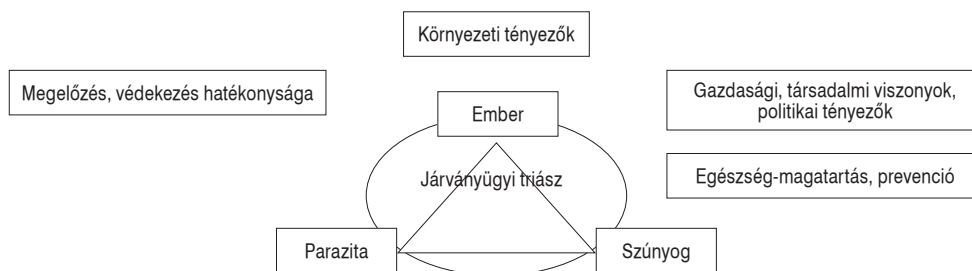 Környezeti tényezők
Megelőzés, védekezés hatékonysága
Gazdasági, társadalmi viszonyok,
politikai tényezők
Ember
Egészség-magatartás, prevenció
Járványügyi triász
Parazita
Szúnyog